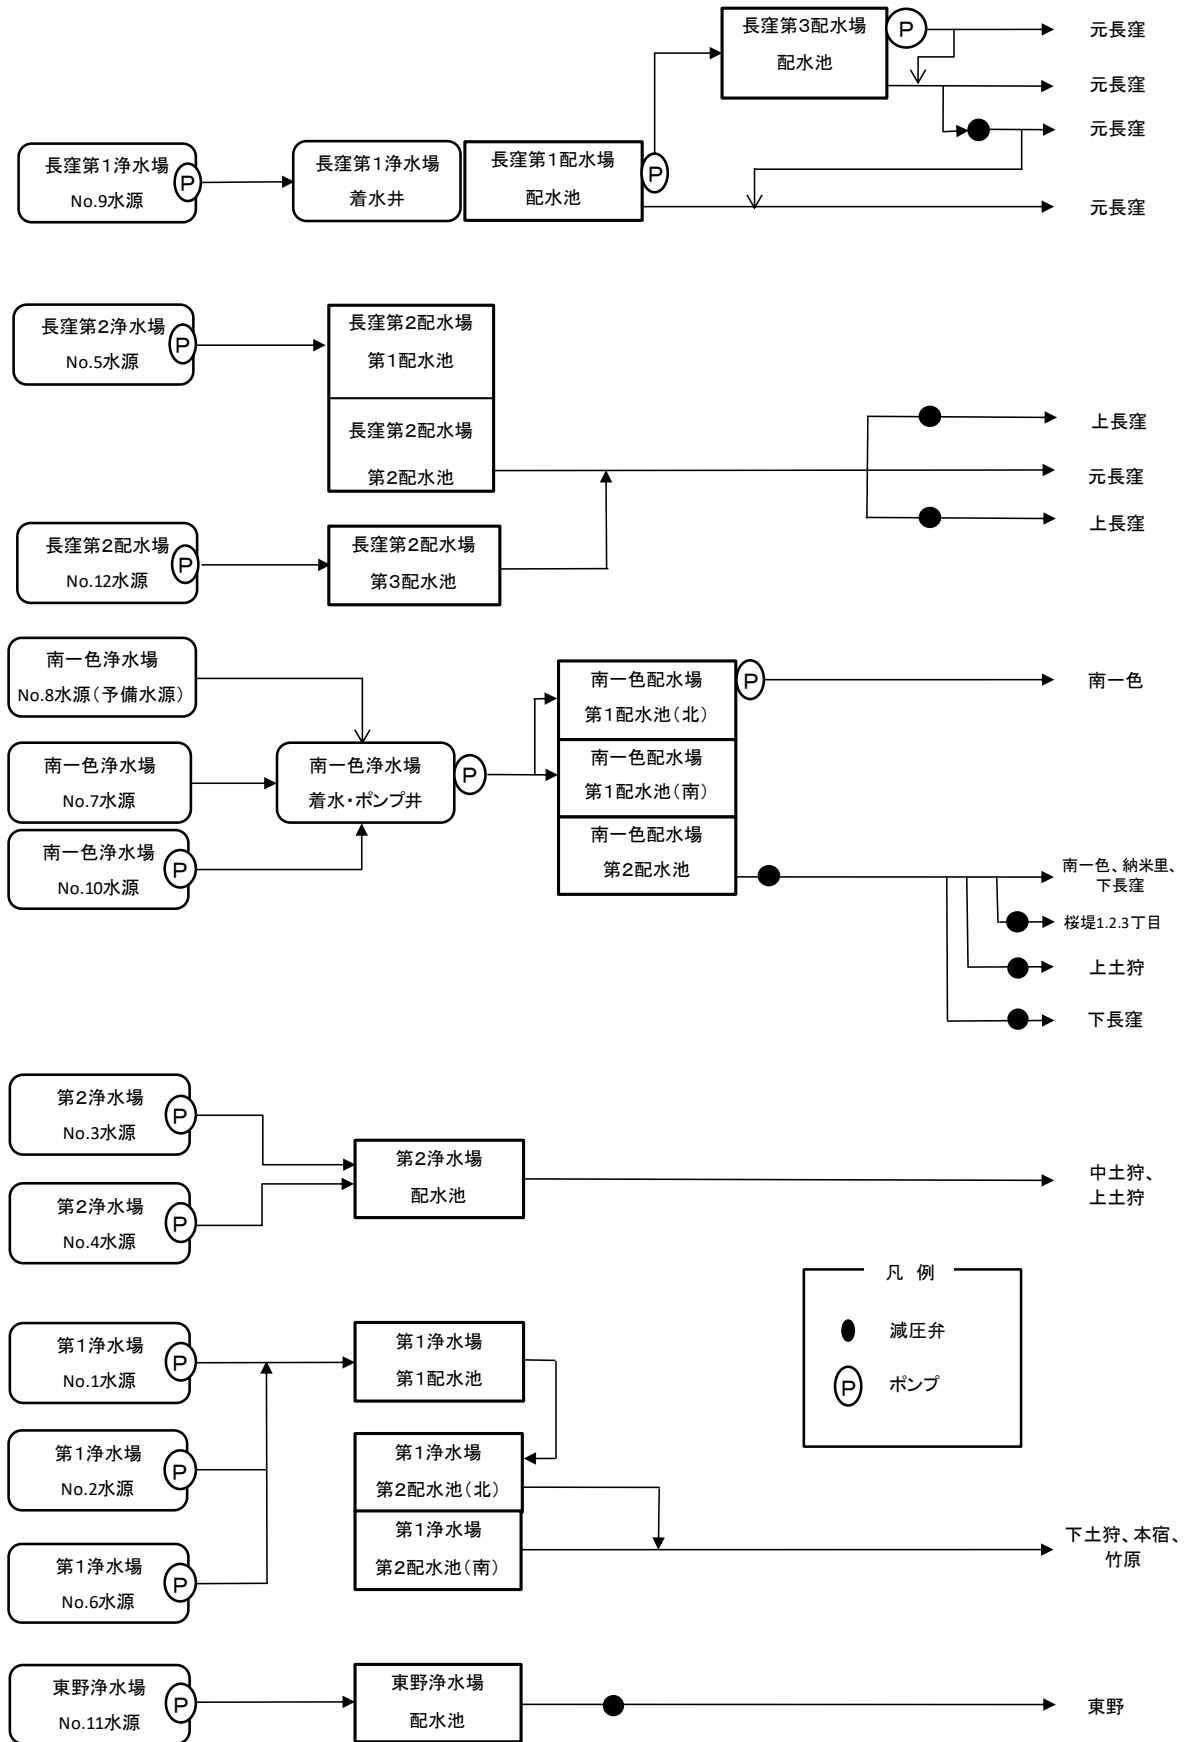 長窪第3配水場
配水池
P
元長窪
元長窪
元長窪
長窪第1浄水場
No.9水源
P
長窪第1浄水場
着水井
長窪第1配水場
配水池
P
元長窪
長窪第2浄水場
No.5水源
P
長窪第2配水場
第1配水池
長窪第2配水場
第2配水池
上長窪
元長窪
上長窪
長窪第2配水場
No.12水源
P
長窪第2配水場
第3配水池
南一色浄水場
No.8水源(予備水源)
南一色浄水場
No.7水源
南一色浄水場
No.10水源
P
南一色浄水場
着水・ポンプ井
P
南一色配水場
第1配水池(北)
P
南一色配水場
第1配水池(南)
南一色配水場
第2配水池
南一色
南一色、納米里、
下長窪
桜堤1.2.3丁目
上土狩
下長窪
第2浄水場
No.3水源
P
第2浄水場
No.4水源
P
第2浄水場
配水池
中土狩、
上土狩
凡 例
減圧弁
P
ポンプ
第1浄水場
No.1水源
P
第1浄水場
No.2水源
P
第1浄水場
No.6水源
P
第1浄水場
第1配水池
第1浄水場
第2配水池(北)
第1浄水場
第2配水池(南)
下土狩、本宿、
竹原
東野浄水場
No.11水源
P
東野浄水場
配水池
東野